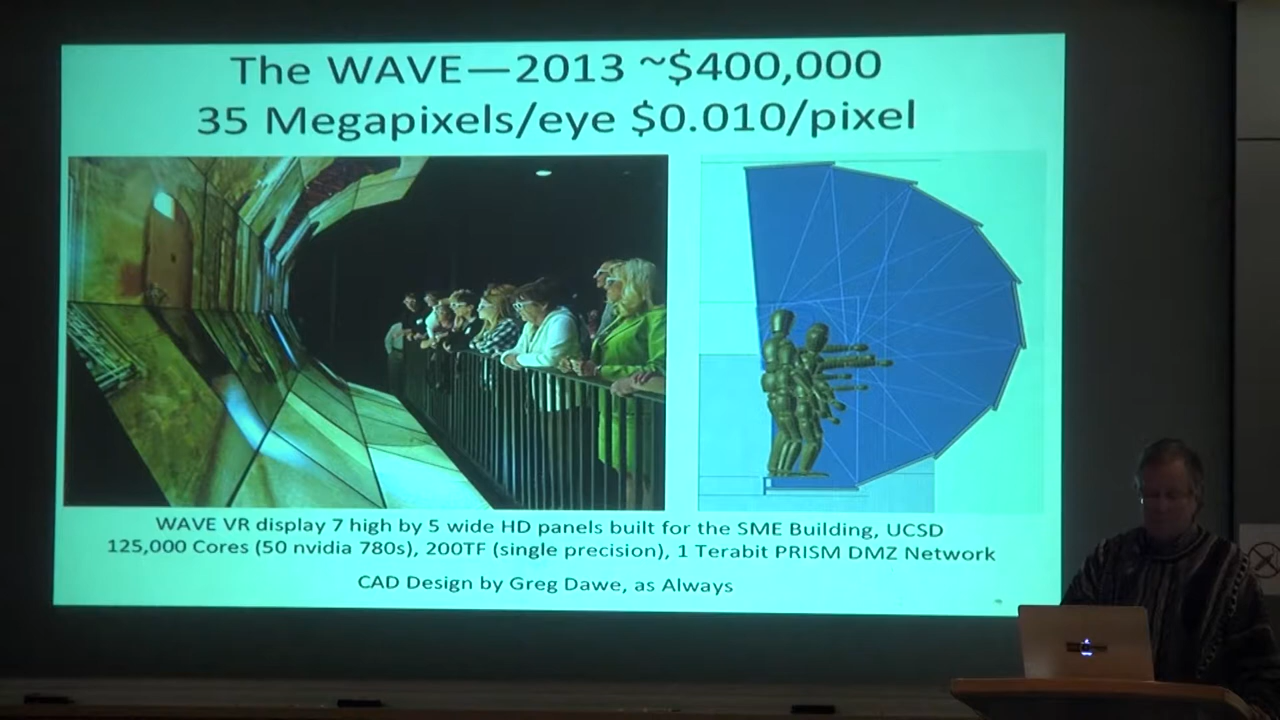 The WAVE—2013 ~$400,000
35 Megapixels/eye $0.010/pixel
WAVE VR display 7 high by 5 wide HD panels built for the SME Building, UCSD
125,000 Cores (50 nvidia 780s), 200TF (single precision), 1 Terabit PRISM DMZ Network
CAD Design by Greg Dawe, as Always